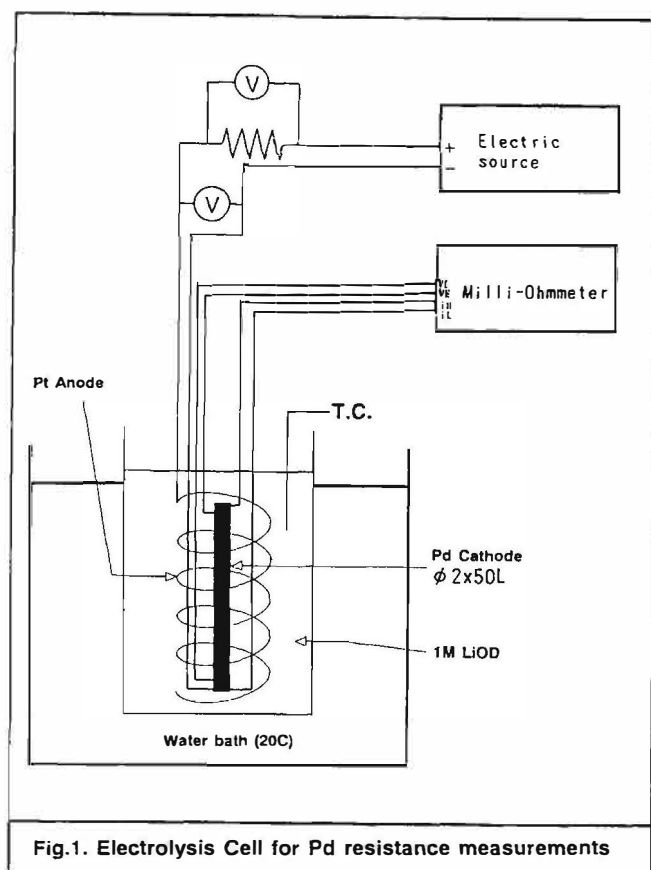 V
+ Electric
− source
V
Milli-Ohmmeter
Pt Anode
T.C.
Pd Cathode
ϕ 2x50L
1M LiOD
Water bath (20C)
Fig.1. Electrolysis Cell for Pd resistance measurements